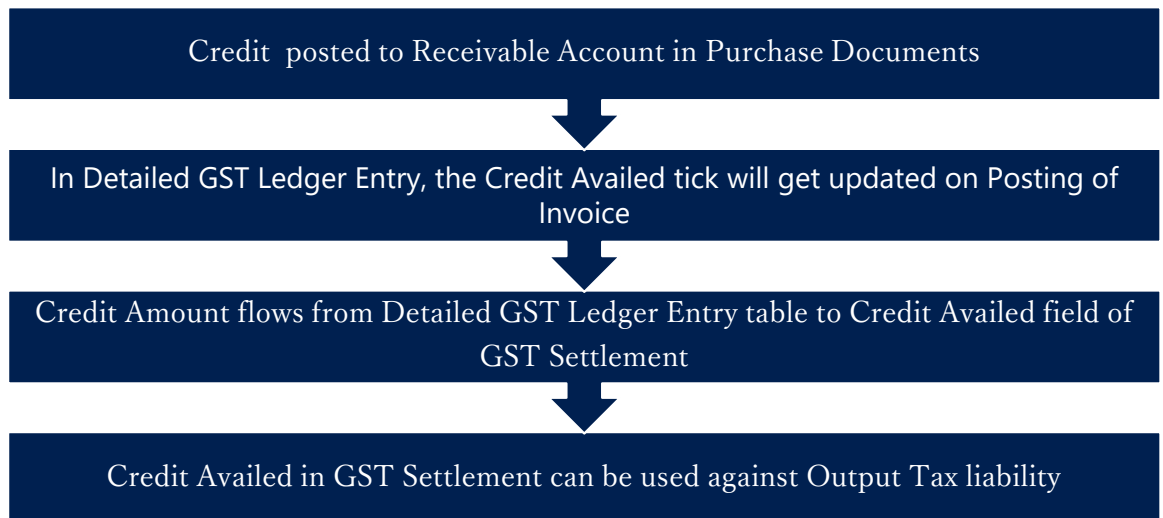 Credit  posted to Receivable Account in Purchase Documents
In Detailed GST Ledger Entry, the Credit Availed tick will get updated on Posting of
Invoice
Credit Amount flows from Detailed GST Ledger Entry table to Credit Availed field of
GST Settlement
Credit Availed in GST Settlement can be used against Output Tax liability